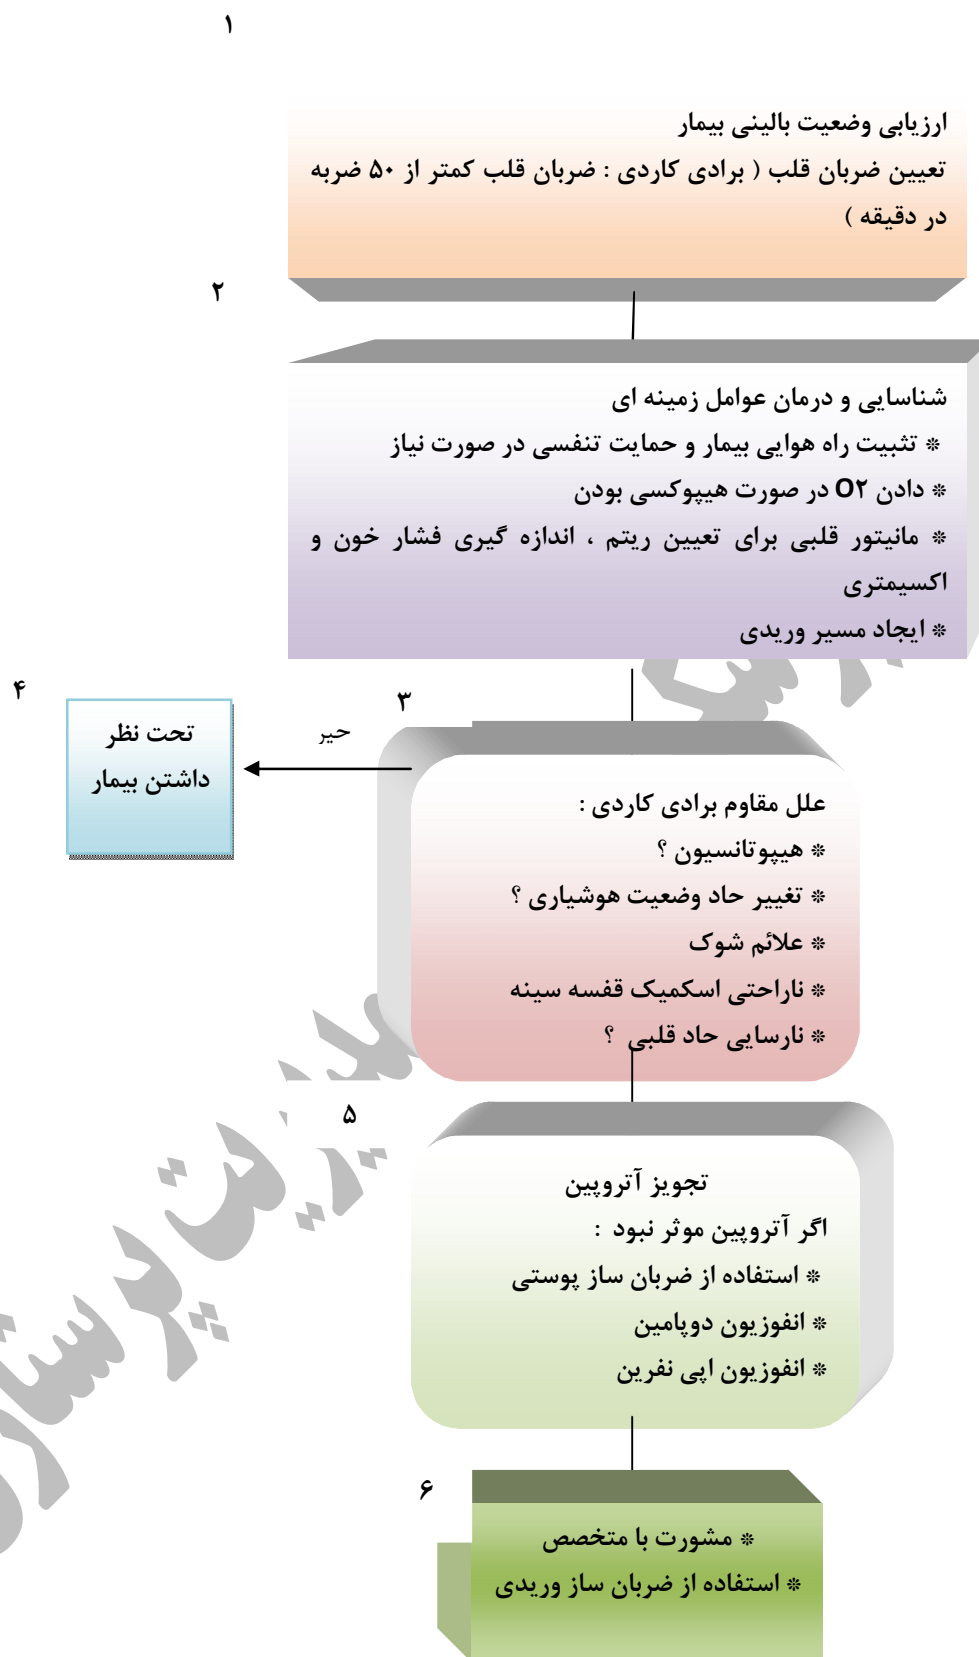 ۱
ارزیابی وضعیت بالینی بیمار
تعیین ضربان قلب ( برادی کاردی : ضربان قلب کمتر از ۵۰ ضربه
در دقیقه )
۲
شناسایی و درمان عوامل زمینه ای
* تثبیت راه هوایی بیمار و حمایت تنفسی در صورت نیاز
* دادن O۲ در صورت هیپوکسی بودن
* مانیتور قلبی برای تعیین ریتم ، اندازه گیری فشار خون و
اکسیمتری
* ایجاد مسیر وریدی
۳
علل مقاوم برادی کاردی :
* هیپوتانسیون ؟
* تغییر حاد وضعیت هوشیاری ؟
* علائم شوک
* ناراحتی اسکمیک قفسه سینه
* نارسایی حاد قلبی ؟
حیر
۴
تحت نظر
داشتن بیمار
۵
تجویز آتروپین
اگر آتروپین موثر نبود :
* استفاده از ضربان ساز پوستی
* انفوزیون دوپامین
* انفوزیون اپی نفرین
۶
* مشورت با متخصص
* استفاده از ضربان ساز وریدی